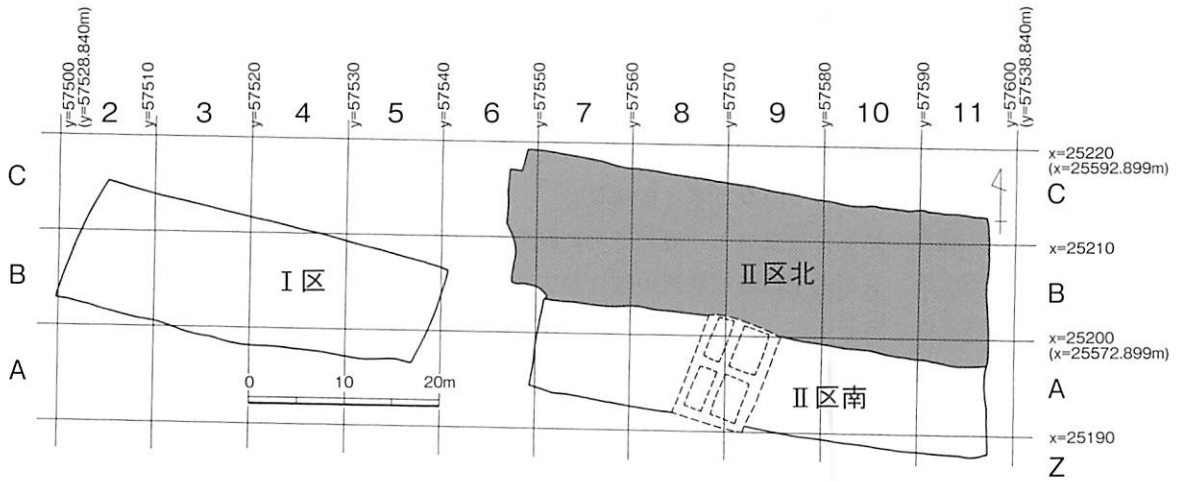 y=57500
(y=57528.840m)
y=57510
y=57520
y=57530
y=57540
y=57550
y=57560
y=57570
y=57580
y=57590
y=57600
(y=57538.840m)
2
3
4
5
6
7
8
9
10
11
x=25220
(x=25592.899m)
C
C
x=25210
B
Ⅰ区
Ⅱ区北
B
x=25200
(x=25572.899m)
A
0
10
20m
Ⅱ区南
A
x=25190
Z